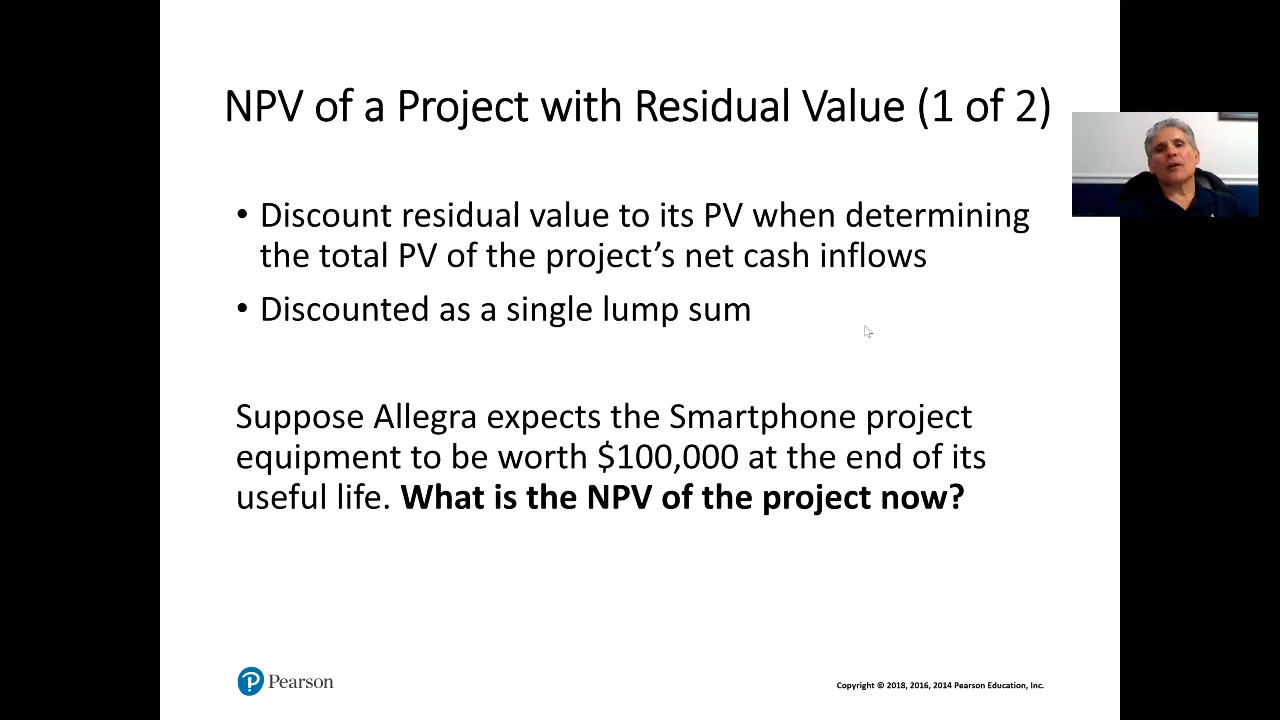 NPV of a Project with Residual Value (1 of 2)
• Discount residual value to its PV when determining
the total PV of the project’s net cash inflows
• Discounted as a single lump sum
Suppose Allegra expects the Smartphone project
equipment to be worth $100,000 at the end of its
useful life. What is the NPV of the project now?
P Pearson
Copyright © 2018, 2016, 2014 Pearson Education, Inc.